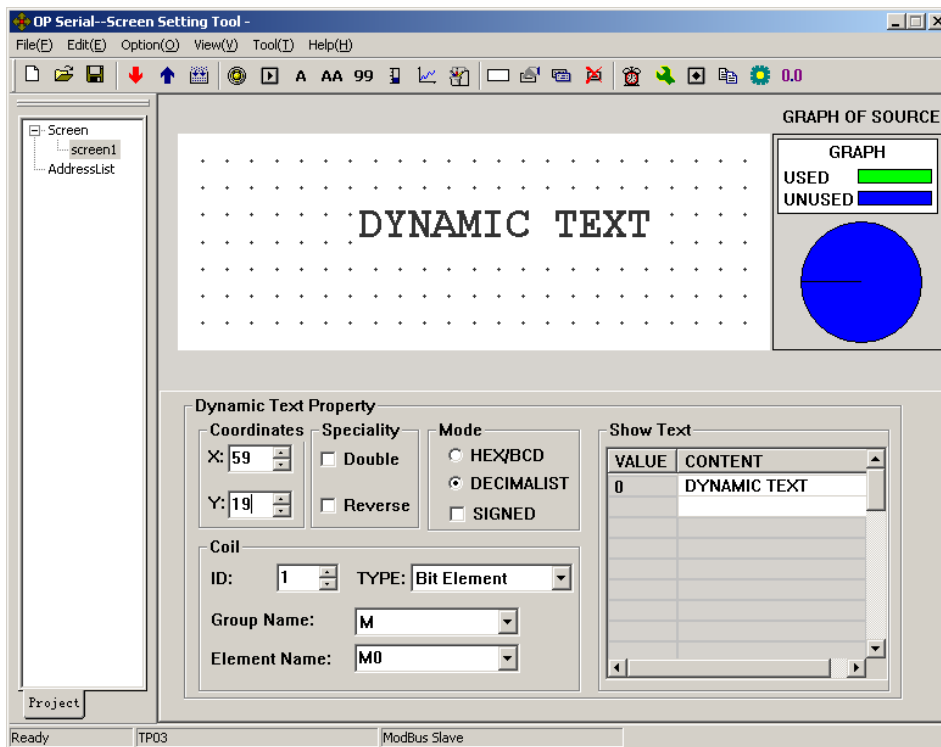 OP Serial--Screen Setting Tool -
File(F) Edit(E) Option(O) View(V) Tool(T) Help(H)
A AA 99 0.0
Screen
screen1
AddressList
GRAPH OF SOURCE
GRAPH
USED
UNUSED
DYNAMIC TEXT
Dynamic Text Property
Coordinates Speciality Mode Show Text
X: 59 Double HEX/BCD VALUE CONTENT
DECIMALIST 0 DYNAMIC TEXT
Y: 19 Reverse SIGNED
Coil
ID: 1 TYPE: Bit Element
Group Name: M
Element Name: M0
Project
Ready TP03 ModBus Slave